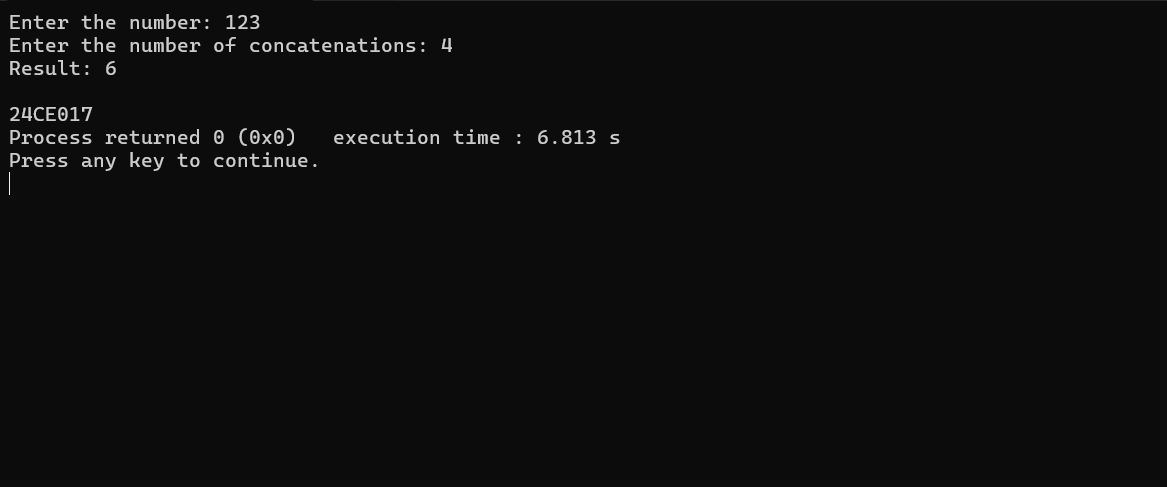 Enter the number: 123
Enter the number of concatenations: 4
Result: 6

24CE017
Process returned 0 (0x0)   execution time : 6.813 s
Press any key to continue.